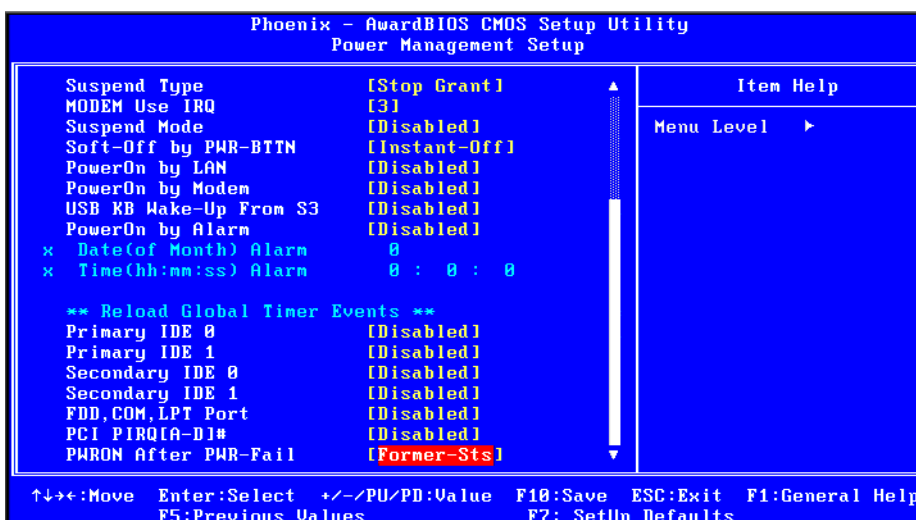 Phoenix - AwardBIOS CMOS Setup Utility
Power Management Setup
Suspend Type [Stop Grant]
MODEM Use IRQ [3]
Suspend Mode [Disabled]
Soft-Off by PWR-BTTN [Instant-Off]
PowerOn by LAN [Disabled]
PowerOn by Modem [Disabled]
USB KB Wake-Up From S3 [Disabled]
PowerOn by Alarm [Disabled]
x Date(of Month) Alarm 0
x Time(hh:mm:ss) Alarm 0 : 0 : 0
** Reload Global Timer Events **
Primary IDE 0 [Disabled]
Primary IDE 1 [Disabled]
Secondary IDE 0 [Disabled]
Secondary IDE 1 [Disabled]
FDD,COM,LPT Port [Disabled]
PCI PIRQ[A-D]# [Disabled]
PWRON After PWR-Fail [Former-Sts]
Item Help
Menu Level ►
↑↓→←:Move Enter:Select +/-/PU/PD:Value F10:Save ESC:Exit F1:General Help
F5:Previous Values F7: SetUp Defaults